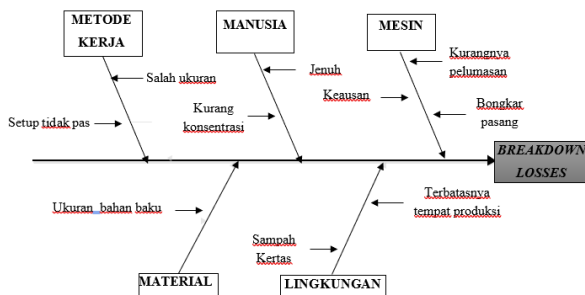 METODE
KERJA
MANUSIA
MESIN
Salah ukuran
Setup tidak pas
Jenuh
Kurang
konsentrasi
Kurangnya
pelumasan
Keausan
Bongkar
pasang
BREAKDOWN
LOSSES
Ukuran bahan baku
Sampah
Kertas
Terbatasnya
tempat produksi
MATERIAL
LINGKUNGAN